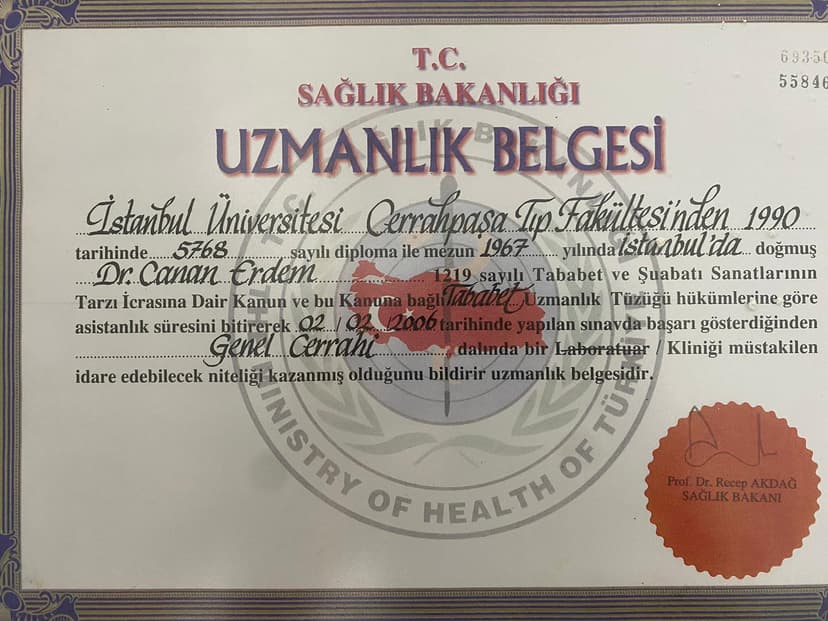 69350
55846
T.C.
SAĞLIK BAKANLIĞI
UZMANLIK BELGESİ
İstanbul Üniversitesi Cerrahpaşa Tıp Fakültesi'nden 1990
tarihinde 5768 sayılı diploma ile mezun 1967 yılında İstanbul'da doğmuş
Dr. Canan Erdem 1219 sayılı Tababet ve Şuabatı Sanatlarının
Tarzı İcrasına Dair Kanun ve bu Kanuna bağlı Tababet Uzmanlık Tüzüğü hükümlerine göre
asistanlık süresini bitirerek 02 / 02 2006 tarihinde yapılan sınavda başarı gösterdiğinden
Genel Cerrahi dalında bir Laboratuar / Kliniği müstakilen
idare edebilecek niteliği kazanmış olduğunu bildirir uzmanlık belgesidir.
MINISTRY OF HEALTH OF TÜRKİYE
Prof. Dr. Recep AKDAĞ
SAĞLIK BAKANI